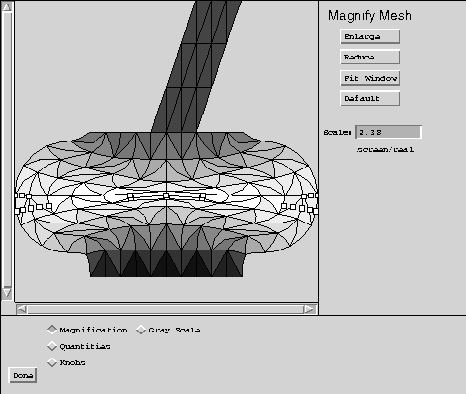 Magnify Mesh
Enlarge
Reduce
Fit Window
Default
Scale: 2.38
screen/real
Magnification Gray Scale
Quantities
Knobs
Done